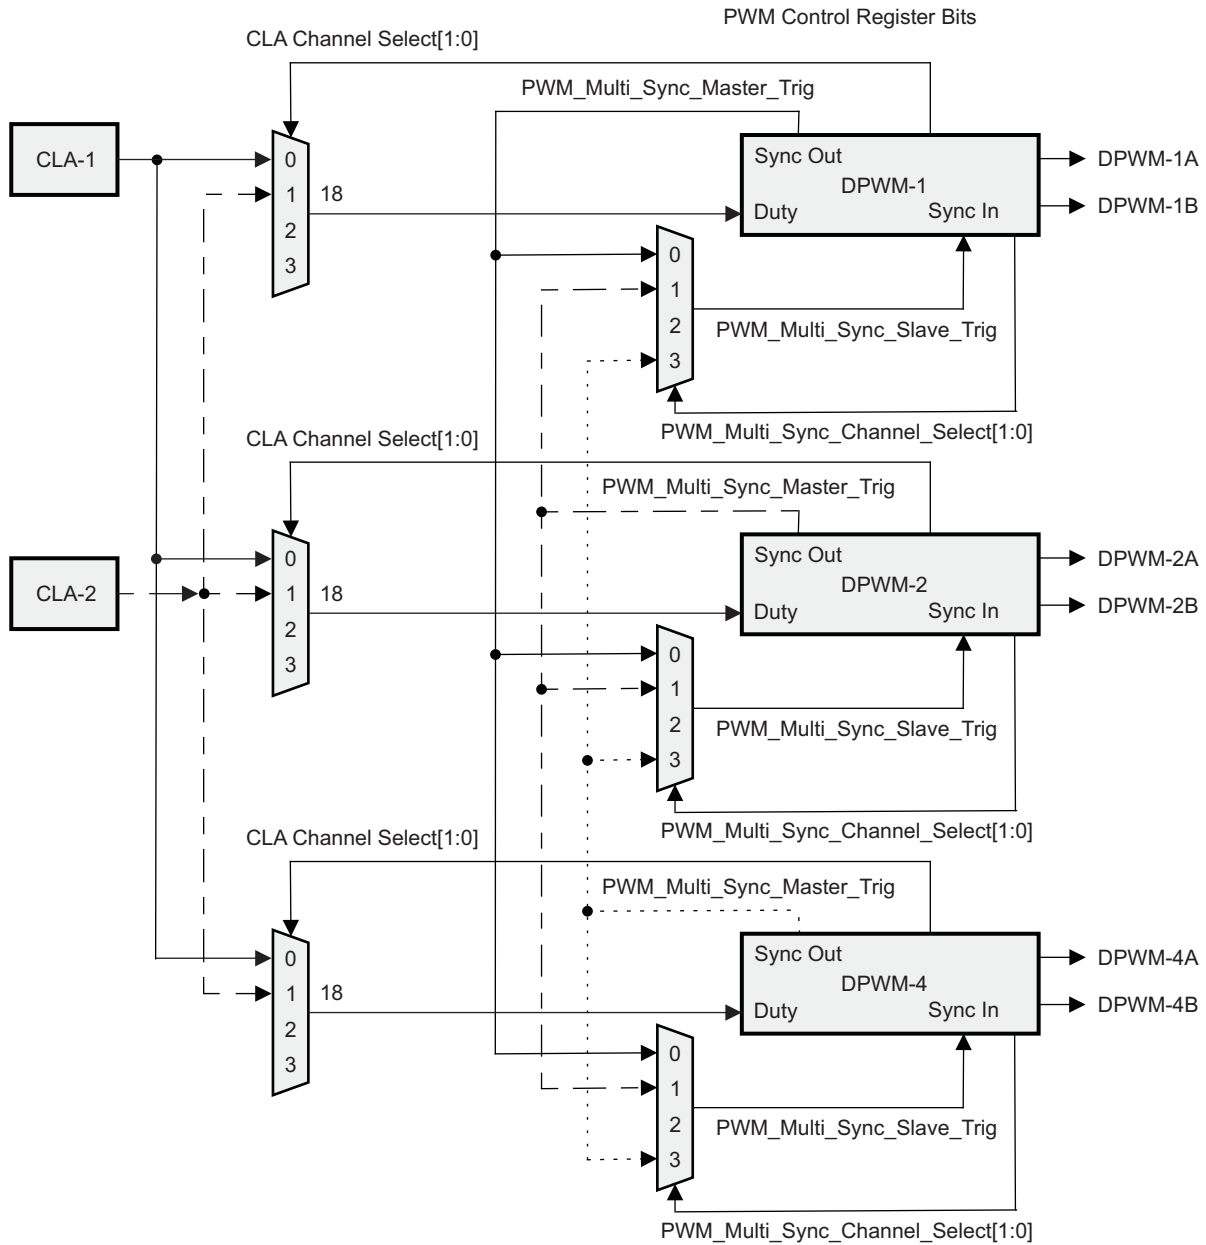 PWM Control Register Bits
CLA Channel Select[1:0]
PWM_Multi_Sync_Master_Trig
CLA-1
0
1
2
3
18
Sync Out
DPWM-1
Duty
Sync In
DPWM-1A
DPWM-1B
0
1
2
3
PWM_Multi_Sync_Slave_Trig
PWM_Multi_Sync_Channel_Select[1:0]
CLA Channel Select[1:0]
PWM_Multi_Sync_Master_Trig
CLA-2
0
1
2
3
18
Sync Out
DPWM-2
Duty
Sync In
DPWM-2A
DPWM-2B
0
1
2
3
PWM_Multi_Sync_Slave_Trig
PWM_Multi_Sync_Channel_Select[1:0]
CLA Channel Select[1:0]
PWM_Multi_Sync_Master_Trig
0
1
2
3
18
Sync Out
DPWM-4
Duty
Sync In
DPWM-4A
DPWM-4B
0
1
2
3
PWM_Multi_Sync_Slave_Trig
PWM_Multi_Sync_Channel_Select[1:0]